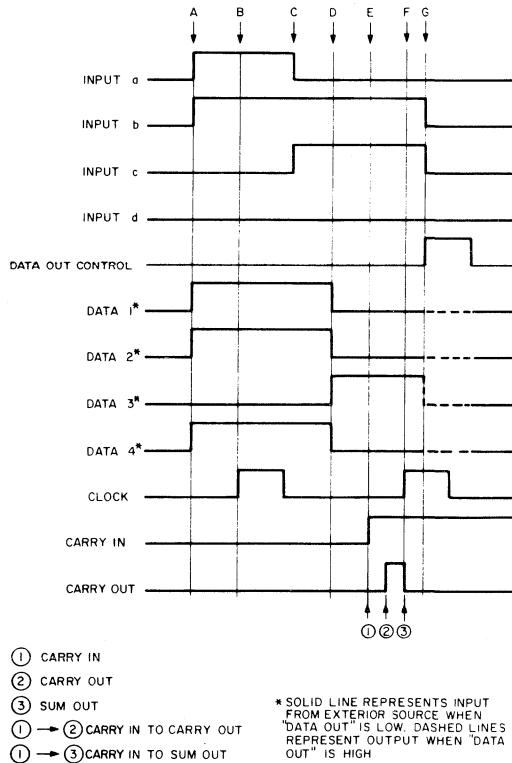 A B C D E F G
INPUT a
INPUT b
INPUT c
INPUT d
DATA OUT CONTROL
DATA 1*
DATA 2*
DATA 3*
DATA 4*
CLOCK
CARRY IN
CARRY OUT
① ② ③
① CARRY IN
② CARRY OUT
③ SUM OUT
① → ② CARRY IN TO CARRY OUT
① → ③ CARRY IN TO SUM OUT
* SOLID LINE REPRESENTS INPUT
FROM EXTERIOR SOURCE WHEN
"DATA OUT" IS LOW. DASHED LINES
REPRESENT OUTPUT WHEN "DATA
OUT" IS HIGH